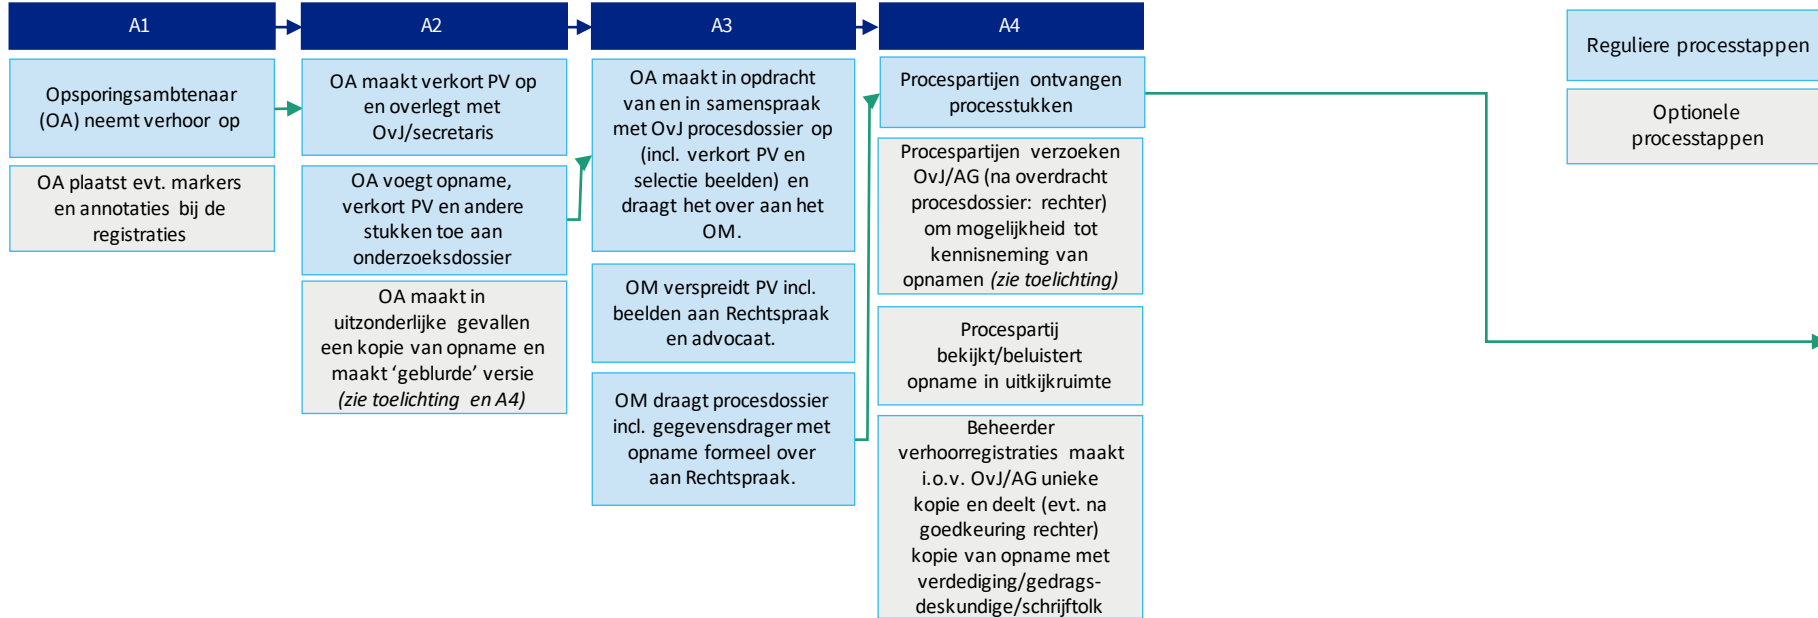 A1
Opsporingsambtenaar
(OA) neemt verhoor op
OA plaatst evt. markers
en annotaties bij de
registraties
A2
OA maakt verkort PV op
en overlegt met
OvJ/secretaris
OA voegt opname,
verkort PV en andere
stukken toe aan
onderzoeksdossier
OA maakt in
uitzonderlijke gevallen
een kopie van opname en
maakt ‘geblurde’ versie
(zie toelichting en A4)
A3
OA maakt in opdracht
van en in samenspraak
met OvJ procesdossier op
(incl. verkort PV en
selectie beelden) en
draagt het over aan het
OM.
OM verspreidt PV incl.
beelden aan Rechtspraak
en advocaat.
OM draagt procesdossier
incl. gegevensdrager met
opname formeel over
aan Rechtspraak.
A4
Procespartijen ontvangen
processtukken
Procespartijen verzoeken
OvJ/AG (na overdracht
procesdossier: rechter)
om mogelijkheid tot
kennisneming van
opnamen (zie toelichting)
Procespartij
bekijkt/beluistert
opname in uitkijkruimte
Beheerder
verhoorregistraties maakt
i.o.v. OvJ/AG unieke
kopie en deelt (evt. na
goedkeuring rechter)
kopie van opname met
verdediging/gedrags-
deskundige/schrijftolk
Reguliere processtappen
Optionele
processtappen